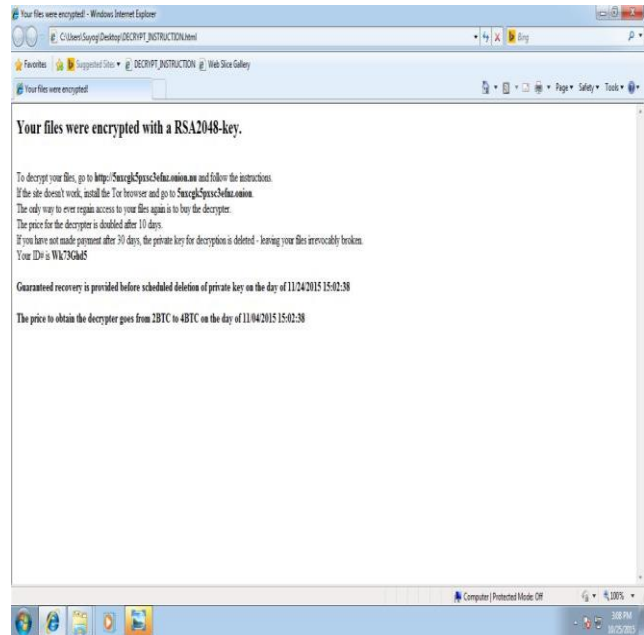 Your files were encrypted! - Windows Internet Explorer
C:\Users\Suyog\Desktop\DECRYPT_INSTRUCTION.html
Bing
Favorites Suggested Sites DECRYPT_INSTRUCTION Web Slice Gallery
Your files were encrypted! Page Safety Tools
Your files were encrypted with a RSA2048-key.
To decrypt your files, go to http://5nxcgk5pxsc3efnz.onion.nu and follow the instructions.
If the site doesn't work, install the Tor browser and go to 5nxcgk5pxsc3efnz.onion.
The only way to ever regain access to your files again is to buy the decrypter.
The price for the decrypter is doubled after 10 days.
If you have not made payment after 30 days, the private key for decryption is deleted - leaving your files irrevocably broken.
Your ID# is Wk73Ghd5
Guaranteed recovery is provided before scheduled deletion of private key on the day of 11/24/2015 15:02:38
The price to obtain the decrypter goes from 2BTC to 4BTC on the day of 11/04/2015 15:02:38
Computer | Protected Mode: Off 100%
3:08 PM
10/25/2015